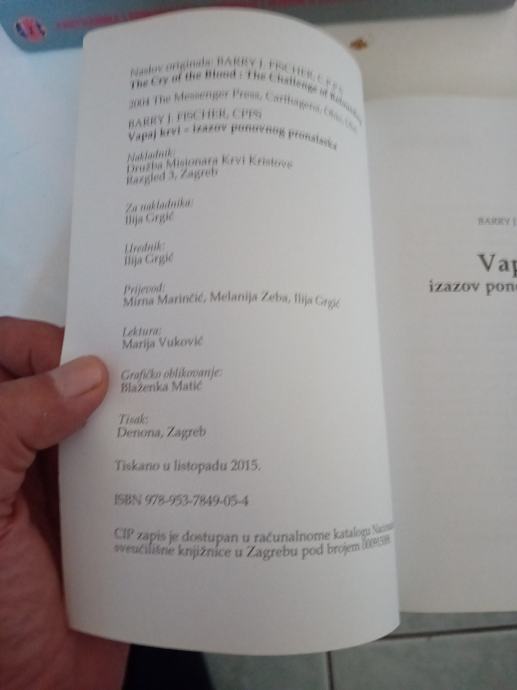 Naslov originala: BARRY J. FISCHER, C.PP.S
The Cry of the Blood : The Challenge of
2004 The Messenger Press, Carthagena, Ohio,
BARRY J. FISCHER, CPPS
Vapaj krvi – izazov ponovnog pronalaska
Nakladnik:
Družba Misionara Krvi Kristove
Razgled 3, Zagreb
Za nakladnika:
Ilija Grgić
Urednik:
Ilija Grgić
Prijevod:
Mirna Marinčić, Melanija Zeba, Ilija Grgić
Lektura:
Marija Vuković
Grafičko oblikovanje:
Blaženka Matić
Tisak:
Denona, Zagreb
Tiskano u listopadu 2015.
ISBN 978-953-7849-05-4
CIP zapis je dostupan u računalnome katalogu
sveučilišne knjižnice u Zagrebu pod brojem
BARRY J
Vap
izazov pono